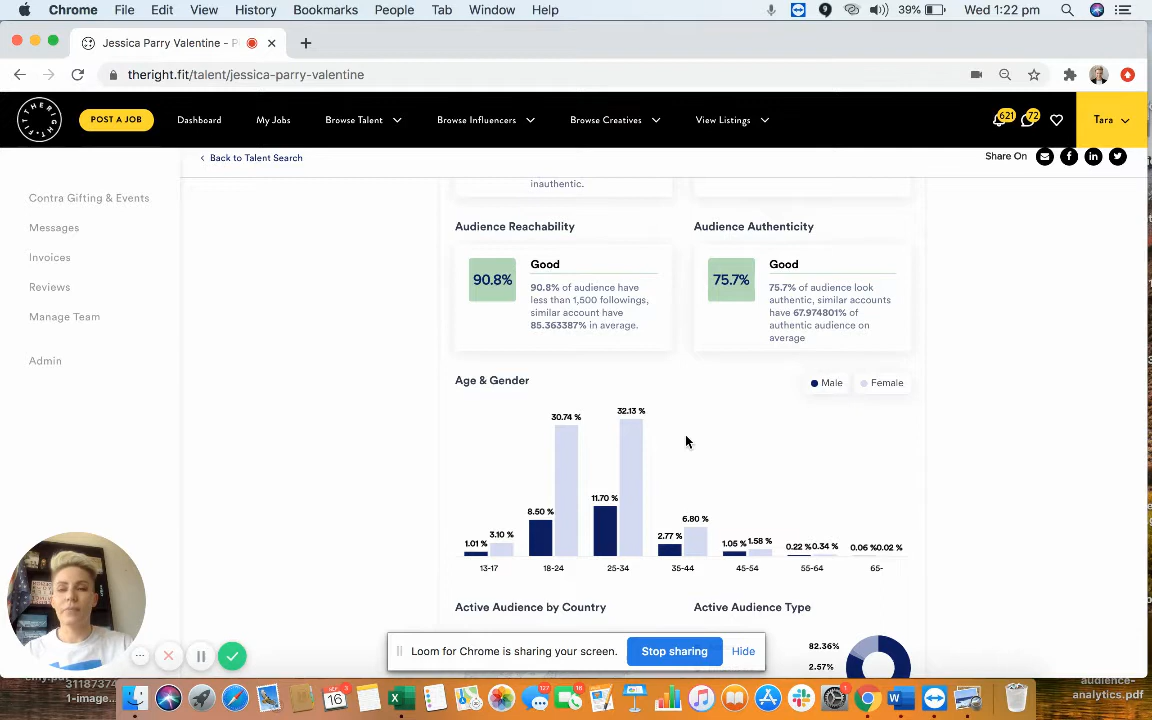 Chrome File Edit View History Bookmarks People Tab Window Help 39% Wed 1:22 pm
Jessica Parry Valentine - P
theright.fit/talent/jessica-parry-valentine
THE RIGHT FIT
POST A JOB Dashboard My Jobs Browse Talent Browse Influencers Browse Creatives View Listings 621 72 Tara
Back to Talent Search Share On
Contra Gifting & Events
Messages
Invoices
Reviews
Manage Team
Admin
inauthentic.
Audience Reachability
90.8%
Good
90.8% of audience have
less than 1,500 followings,
similar account have
85.363387% in average.
Audience Authenticity
75.7%
Good
75.7% of audience look
authentic, similar accounts
have 67.974801% of
authentic audience on
average
Age & Gender
Male Female
1.01 % 3.10 % 8.50 % 30.74 % 11.70 % 32.13 % 2.77 % 6.80 % 1.05 % 1.58 % 0.22 % 0.34 % 0.06 % 0.02 %
13-17 18-24 25-34 35-44 45-54 55-64 65-
Active Audience by Country
Active Audience Type
82.36%
2.57%
Loom for Chrome is sharing your screen. Stop sharing Hide
3118737
1-image...
audience-
analytics.pdf